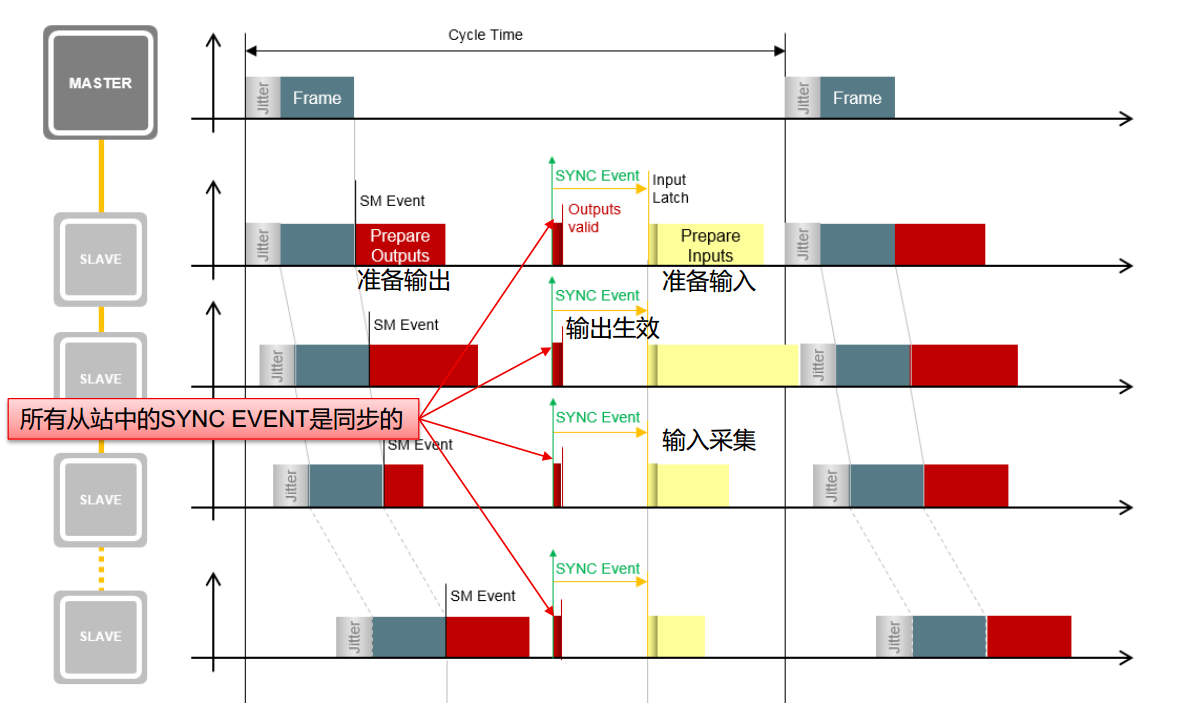 Cycle Time
MASTER
Jitter
Frame
Jitter
Frame
SYNC Event
Input
Latch
SM Event
Outputs
valid
SLAVE
Jitter
Prepare
Outputs
Prepare
Inputs
Jitter
准备输出
准备输入
SYNC Event
SM Event
输出生效
SLAVE
Jitter
Jitter
所有从站中的SYNC EVENT是同步的
SYNC Event
SM Event
输入采集
SLAVE
Jitter
Jitter
SYNC Event
SM Event
SLAVE
Jitter
Jitter